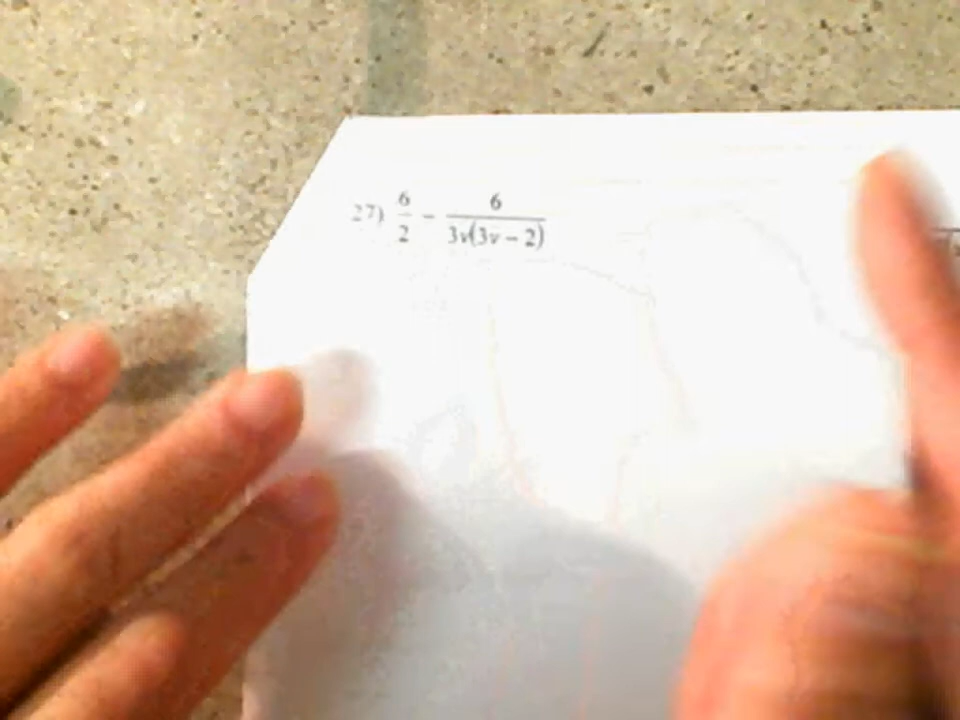 27) 6/2 − 6/(3v(3v − 2))